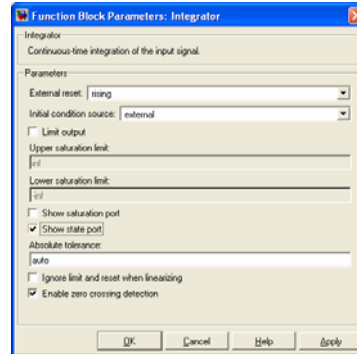 Function Block Parameters: Integrator
Integrator
Continuous-time integration of the input signal.
Parameters
External reset: rising
Initial condition source: external
Limit output
Upper saturation limit:
inf
Lower saturation limit:
-inf
Show saturation port
Show state port
Absolute tolerance:
auto
Ignore limit and reset when linearizing
Enable zero crossing detection
OK Cancel Help Apply